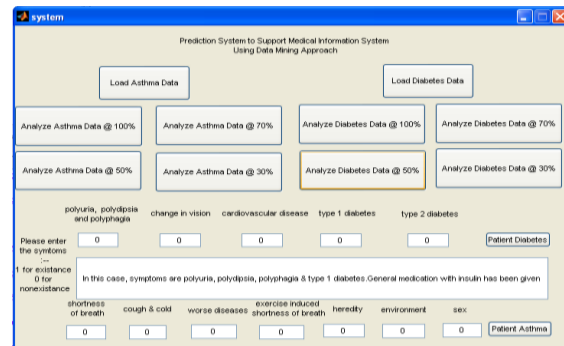 system
Prediction System to Support Medical Information System
Using Data Mining Approach
Load Asthma Data
Load Diabetes Data
Analyze Asthma Data @ 100%
Analyze Asthma Data @ 70%
Analyze Diabetes Data @ 100%
Analyze Diabetes Data @ 70%
Analyze Asthma Data @ 50%
Analyze Asthma Data @ 30%
Analyze Diabetes Data @ 50%
Analyze Diabetes Data @ 30%
polyuria, polydipsia
and polyphagia
change in vision
cardiovascular disease
type 1 diabetes
type 2 diabetes
Please enter
the symtoms
:--
1 for existance
0 for
nonexistance
0
0
0
0
0
Patient Diabetes
In this case, symptoms are polyuria, polydipsia, polyphagia & type 1 diabetes.General medication with insulin has been given
shortness
of breath
cough & cold
worse diseases
exercise induced
shortness of breath
heredity
environment
sex
0
0
0
0
0
0
0
Patient Asthma